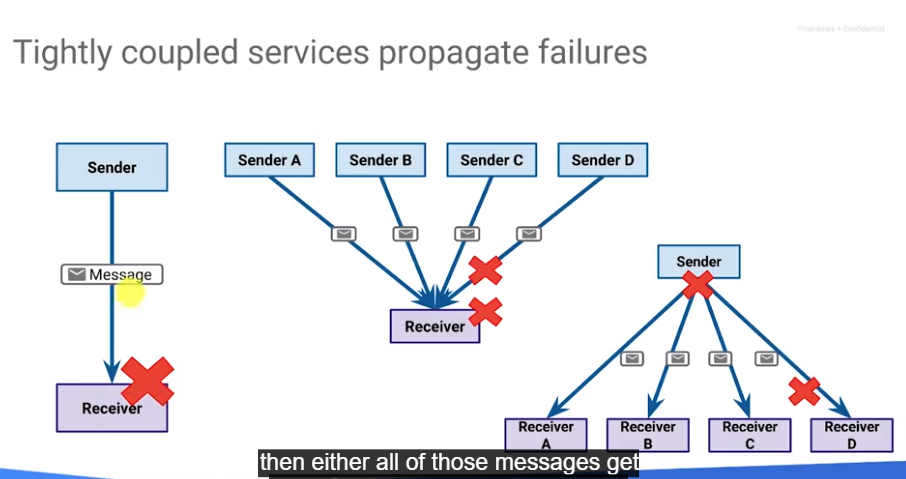 Proprietary + Confidential
Tightly coupled services propagate failures
Sender
Message
Receiver
Sender A
Sender B
Sender C
Sender D
Receiver
Sender
Receiver
A
Receiver
B
Receiver
C
Receiver
D
then either all of those messages get